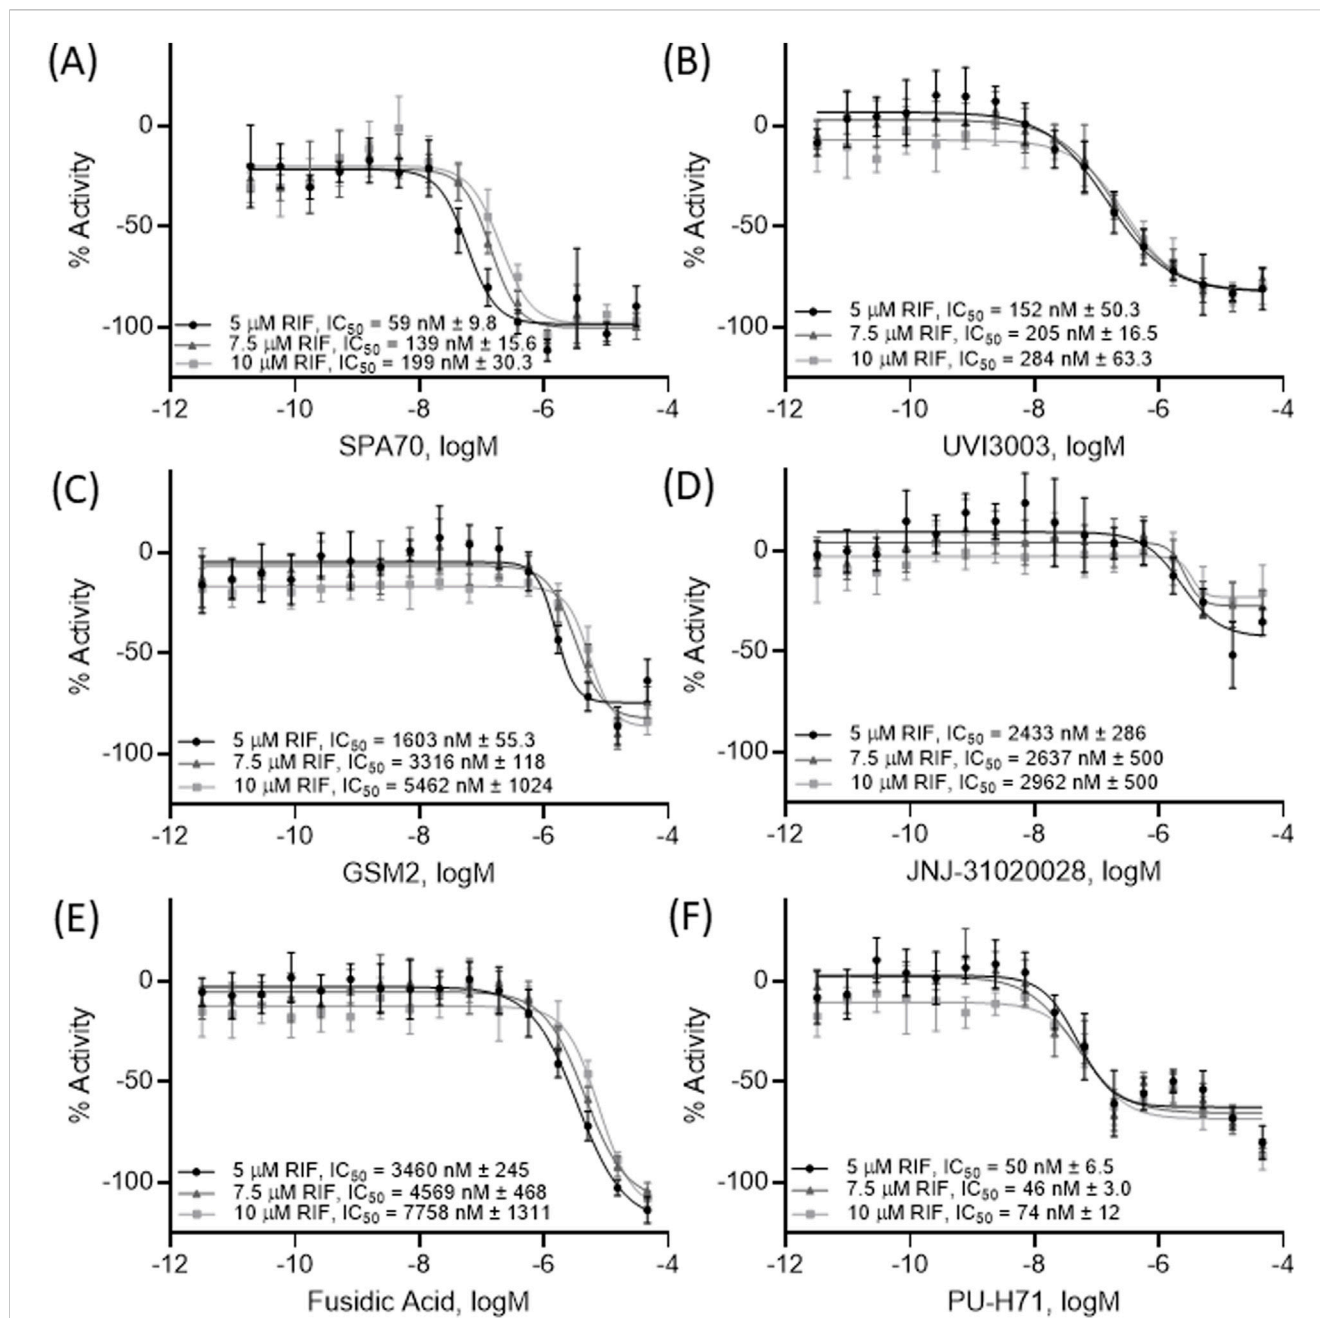 (A)
0
-50
-100
% Activity
5 μM RIF, IC50 = 59 nM ± 9.8
7.5 μM RIF, IC50 = 139 nM ± 15.6
10 μM RIF, IC50 = 199 nM ± 30.3
-12 -10 -8 -6 -4
SPA70, logM
(B)
0
-50
-100
% Activity
5 μM RIF, IC50 = 152 nM ± 50.3
7.5 μM RIF, IC50 = 205 nM ± 16.5
10 μM RIF, IC50 = 284 nM ± 63.3
-12 -10 -8 -6 -4
UVI3003, logM
(C)
0
-50
-100
% Activity
5 μM RIF, IC50 = 1603 nM ± 55.3
7.5 μM RIF, IC50 = 3316 nM ± 118
10 μM RIF, IC50 = 5462 nM ± 1024
-12 -10 -8 -6 -4
GSM2, logM
(D)
0
-50
-100
% Activity
5 μM RIF, IC50 = 2433 nM ± 286
7.5 μM RIF, IC50 = 2637 nM ± 500
10 μM RIF, IC50 = 2962 nM ± 500
-12 -10 -8 -6 -4
JNJ-31020028, logM
(E)
0
-50
-100
% Activity
5 μM RIF, IC50 = 3460 nM ± 245
7.5 μM RIF, IC50 = 4569 nM ± 468
10 μM RIF, IC50 = 7758 nM ± 1311
-12 -10 -8 -6 -4
Fusidic Acid, logM
(F)
0
-50
-100
% Activity
5 μM RIF, IC50 = 50 nM ± 6.5
7.5 μM RIF, IC50 = 46 nM ± 3.0
10 μM RIF, IC50 = 74 nM ± 12
-12 -10 -8 -6 -4
PU-H71, logM